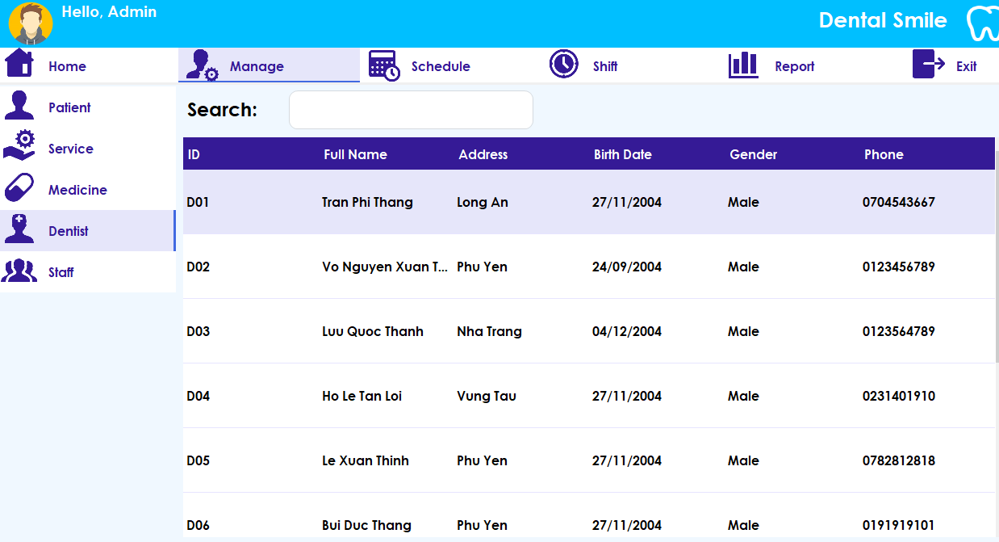 Hello, Admin
Dental Smile
Home
Manage
Schedule
Shift
Report
Exit
Patient
Service
Medicine
Dentist
Staff
Search:
ID Full Name Address Birth Date Gender Phone
D01 Tran Phi Thang Long An 27/11/2004 Male 0704543667
D02 Vo Nguyen Xuan T... Phu Yen 24/09/2004 Male 0123456789
D03 Luu Quoc Thanh Nha Trang 04/12/2004 Male 0123564789
D04 Ho Le Tan Loi Vung Tau 27/11/2004 Male 0231401910
D05 Le Xuan Thinh Phu Yen 27/11/2004 Male 0782812818
D06 Bui Duc Thang Phu Yen 27/11/2004 Male 0191919101